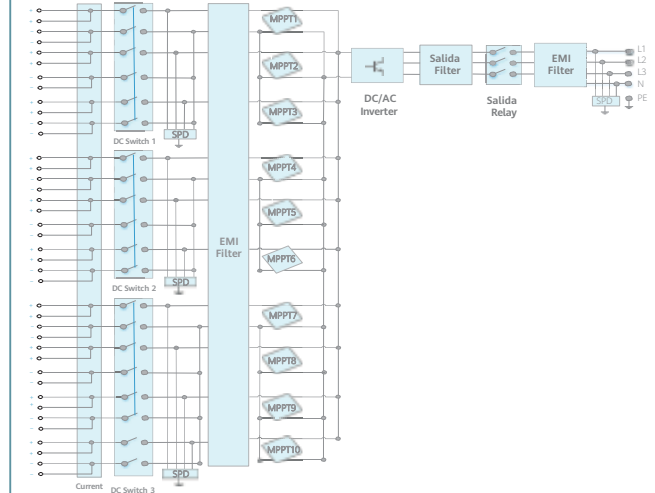 MPPT1
MPPT2
MPPT3
SPD
DC Switch 1
MPPT4
MPPT5
MPPT6
SPD
DC Switch 2
EMI
Filter
MPPT7
MPPT8
MPPT9
MPPT10
SPD
Current
DC Switch 3
DC/AC
Inverter
Salida
Filter
Salida
Relay
EMI
Filter
SPD
L1
L2
L3
N
PE